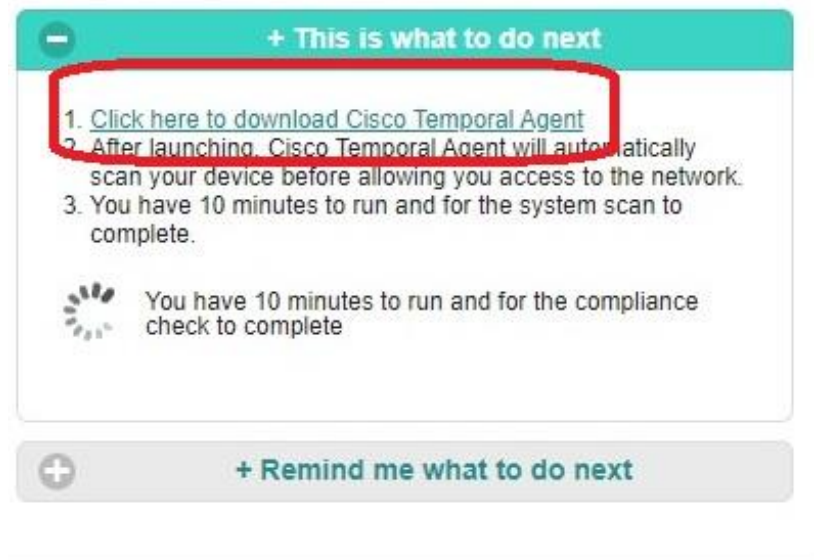 + This is what to do next
1. Click here to download Cisco Temporal Agent
2. After launching, Cisco Temporal Agent will automatically
scan your device before allowing you access to the network.
3. You have 10 minutes to run and for the system scan to
complete.
You have 10 minutes to run and for the compliance
check to complete
+ Remind me what to do next